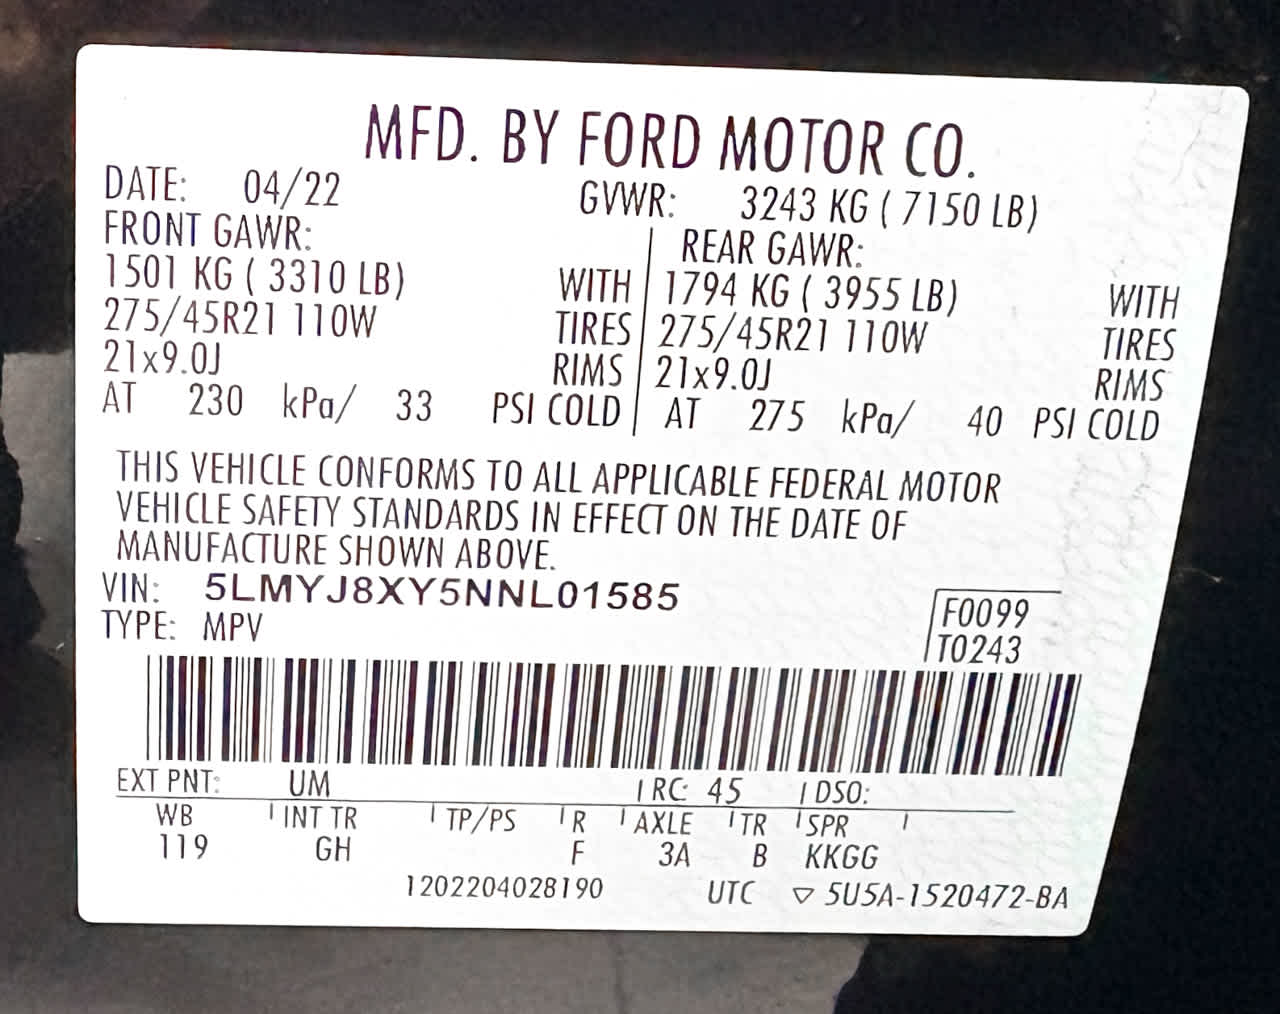 MFD. BY FORD MOTOR CO.
DATE: 04/22 GVWR: 3243 KG ( 7150 LB)
FRONT GAWR: REAR GAWR:
1501 KG ( 3310 LB) WITH 1794 KG ( 3955 LB) WITH
275/45R21 110W TIRES 275/45R21 110W TIRES
21x9.0J RIMS 21x9.0J RIMS
AT 230 kPa/ 33 PSI COLD AT 275 kPa/ 40 PSI COLD
THIS VEHICLE CONFORMS TO ALL APPLICABLE FEDERAL MOTOR
VEHICLE SAFETY STANDARDS IN EFFECT ON THE DATE OF
MANUFACTURE SHOWN ABOVE.
VIN: 5LMYJ8XY5NNL01585
TYPE: MPV
F0099
T0243
EXT PNT: UM RC: 45 DSO:
WB INT TR TP/PS R AXLE TR SPR
119 GH F 3A B KKGG
1202204028190 UTC ▽ 5U5A-1520472-BA